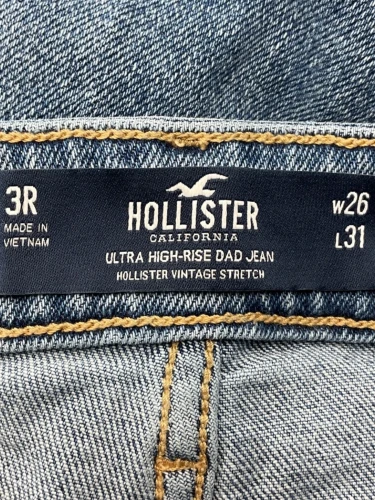 3R
MADE IN
VIETNAM
HOLLISTER
CALIFORNIA
ULTRA HIGH-RISE DAD JEAN
HOLLISTER VINTAGE STRETCH
W26
L31